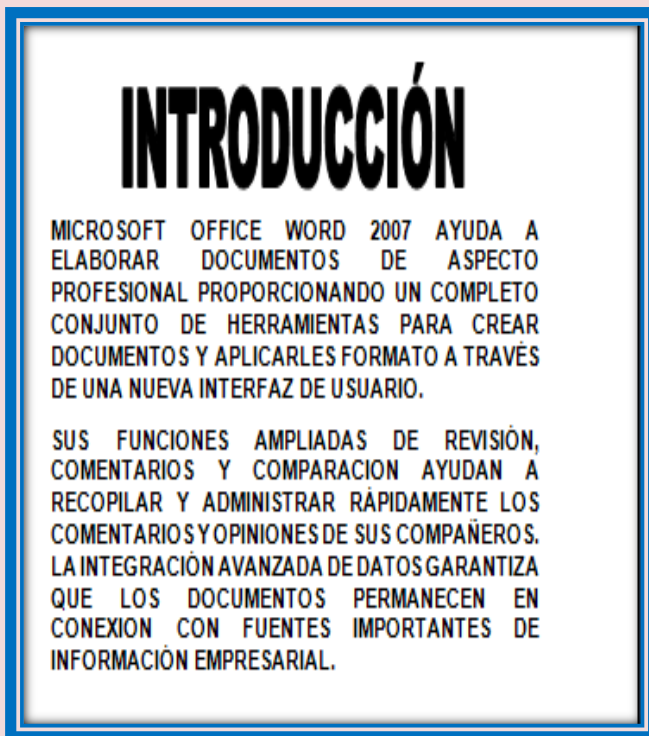 INTRODUCCIÓN
MICROSOFT OFFICE WORD 2007 AYUDA A
ELABORAR DOCUMENTOS DE ASPECTO
PROFESIONAL PROPORCIONANDO UN COMPLETO
CONJUNTO DE HERRAMIENTAS PARA CREAR
DOCUMENTOS Y APLICARLES FORMATO A TRAVÉS
DE UNA NUEVA INTERFAZ DE USUARIO.
SUS FUNCIONES AMPLIADAS DE REVISIÓN,
COMENTARIOS Y COMPARACION AYUDAN A
RECOPILAR Y ADMINISTRAR RÁPIDAMENTE LOS
COMENTARIOS Y OPINIONES DE SUS COMPAÑEROS.
LA INTEGRACIÓN AVANZADA DE DATOS GARANTIZA
QUE LOS DOCUMENTOS PERMANECEN EN
CONEXION CON FUENTES IMPORTANTES DE
INFORMACIÓN EMPRESARIAL.